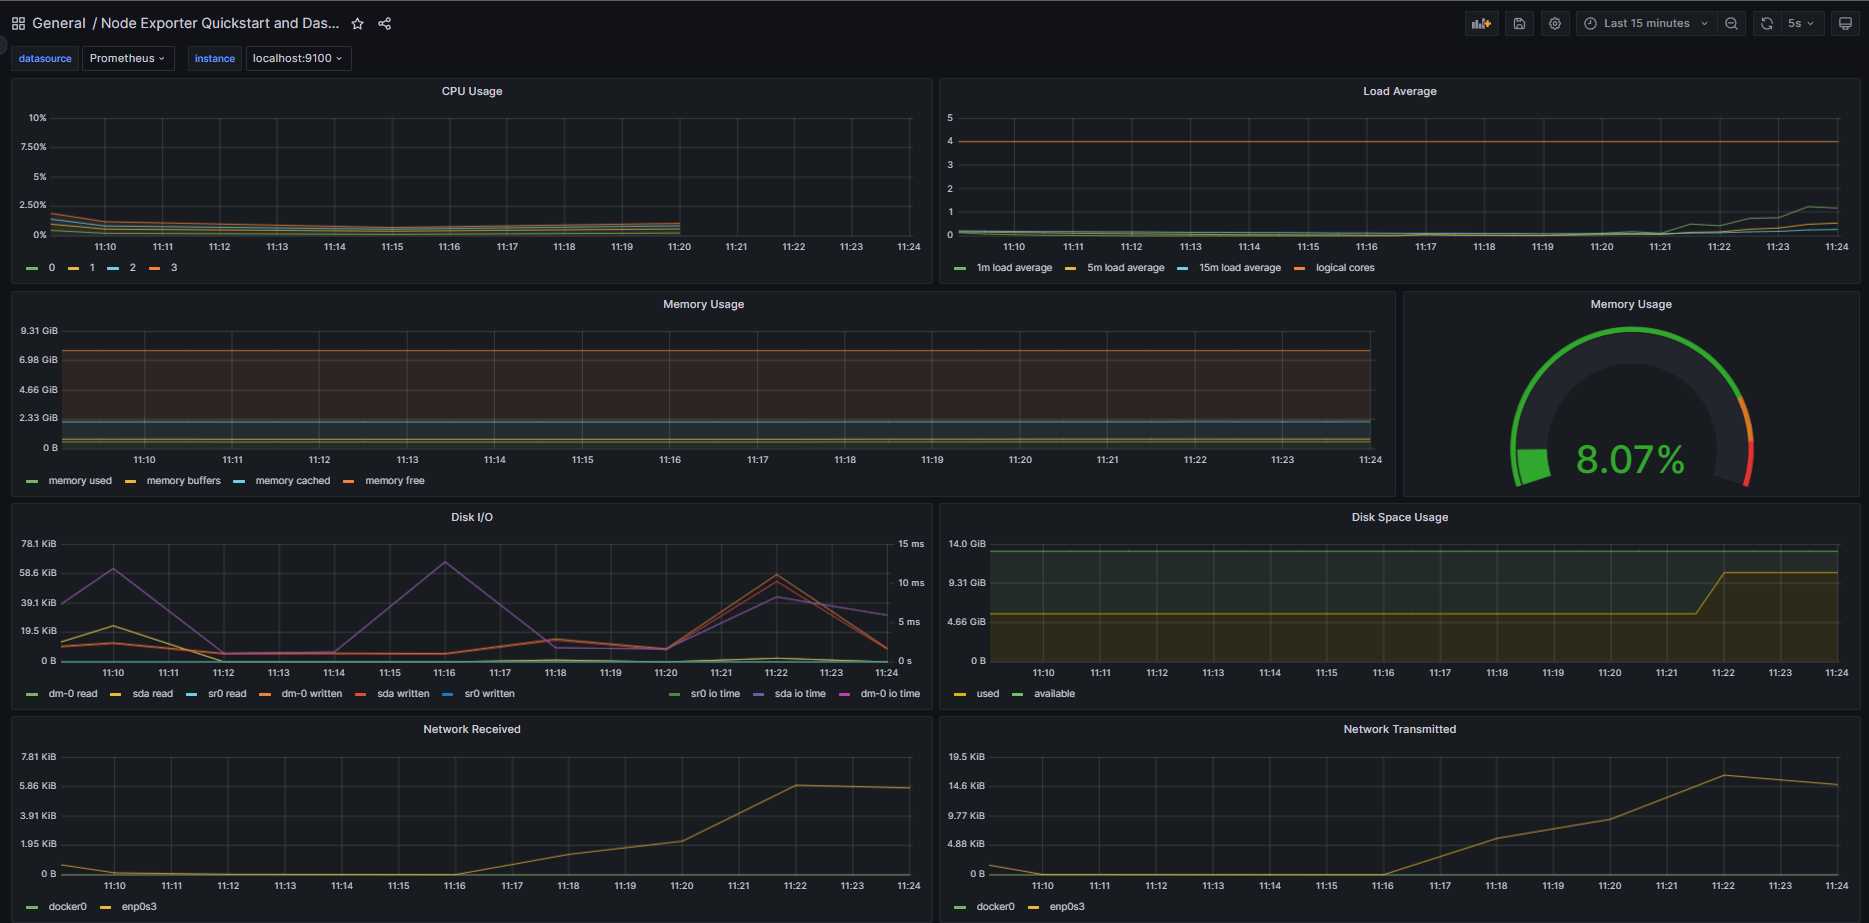 General / Node Exporter Quickstart and Das...
Last 15 minutes
5s
datasource Prometheus instance localhost:9100
CPU Usage
10%
7.50%
5%
2.50%
0%
11:10 11:11 11:12 11:13 11:14 11:15 11:16 11:17 11:18 11:19 11:20 11:21 11:22 11:23 11:24
0 1 2 3
Load Average
5
4
3
2
1
0
11:10 11:11 11:12 11:13 11:14 11:15 11:16 11:17 11:18 11:19 11:20 11:21 11:22 11:23 11:24
1m load average 5m load average 15m load average logical cores
Memory Usage
9.31 GiB
6.98 GiB
4.66 GiB
2.33 GiB
0 B
11:10 11:11 11:12 11:13 11:14 11:15 11:16 11:17 11:18 11:19 11:20 11:21 11:22 11:23 11:24
memory used memory buffers memory cached memory free
Memory Usage
8.07%
Disk I/O
78.1 KiB
58.6 KiB
39.1 KiB
19.5 KiB
0 B
15 ms
10 ms
5 ms
0 s
11:10 11:11 11:12 11:13 11:14 11:15 11:16 11:17 11:18 11:19 11:20 11:21 11:22 11:23 11:24
dm-0 read sda read sr0 read dm-0 written sda written sr0 written sr0 io time sda io time dm-0 io time
Disk Space Usage
14.0 GiB
9.31 GiB
4.66 GiB
0 B
11:10 11:11 11:12 11:13 11:14 11:15 11:16 11:17 11:18 11:19 11:20 11:21 11:22 11:23 11:24
used available
Network Received
7.81 KiB
5.86 KiB
3.91 KiB
1.95 KiB
0 B
11:10 11:11 11:12 11:13 11:14 11:15 11:16 11:17 11:18 11:19 11:20 11:21 11:22 11:23 11:24
docker0 enp0s3
Network Transmitted
19.5 KiB
14.6 KiB
9.77 KiB
4.88 KiB
0 B
11:10 11:11 11:12 11:13 11:14 11:15 11:16 11:17 11:18 11:19 11:20 11:21 11:22 11:23 11:24
docker0 enp0s3